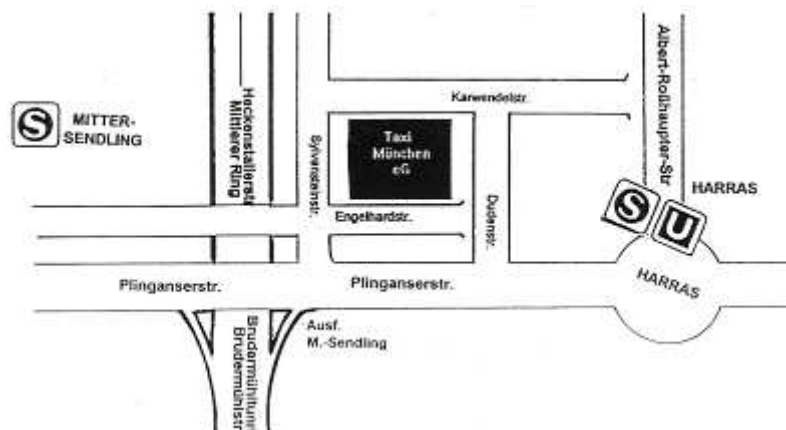 S
MITTER-
SENDLING
Heckenstallerstr
Mittlerer Ring
Sylvensteinstr.
Karwendelstr.
Taxi
München
eG
Engelhardstr.
Dudenstr.
Albert-Roßhaupter-Str
HARRAS
S
U
HARRAS
Plinganserstr.
Plinganserstr.
Ausf.
M.-Sendling
Brudermühltunn
Brudermühlstr